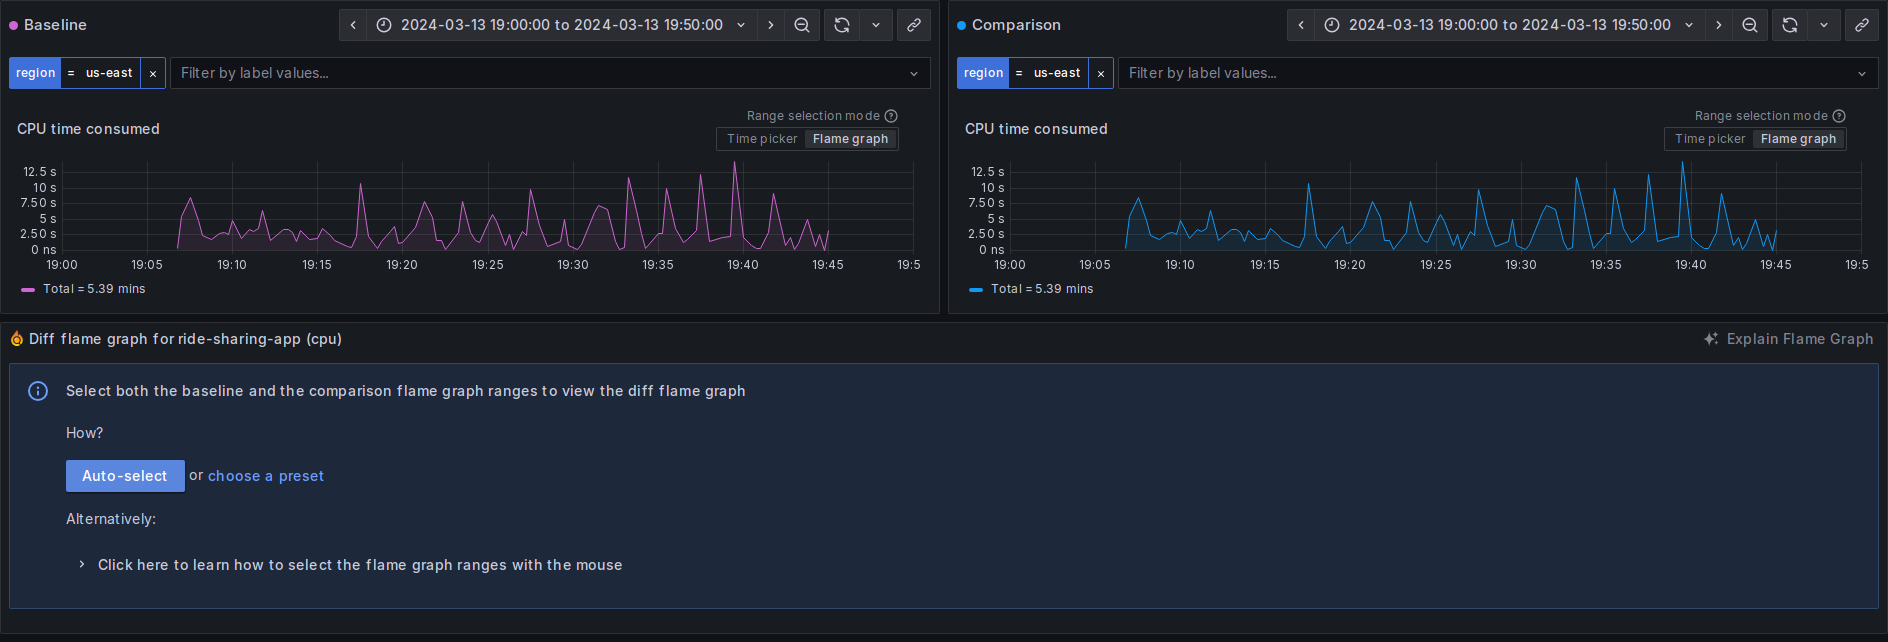 Baseline
2024-03-13 19:00:00 to 2024-03-13 19:50:00
region = us-east ×
Filter by label values...
CPU time consumed
Range selection mode
Time picker Flame graph
12.5 s
10 s
7.50 s
5 s
2.50 s
0 ns
19:00 19:05 19:10 19:15 19:20 19:25 19:30 19:35 19:40 19:45 19:5
Total = 5.39 mins
Comparison
2024-03-13 19:00:00 to 2024-03-13 19:50:00
region = us-east ×
Filter by label values...
CPU time consumed
Range selection mode
Time picker Flame graph
12.5 s
10 s
7.50 s
5 s
2.50 s
0 ns
19:00 19:05 19:10 19:15 19:20 19:25 19:30 19:35 19:40 19:45 19:5
Total = 5.39 mins
Diff flame graph for ride-sharing-app (cpu)
Explain Flame Graph
Select both the baseline and the comparison flame graph ranges to view the diff flame graph
How?
Auto-select or choose a preset
Alternatively:
Click here to learn how to select the flame graph ranges with the mouse